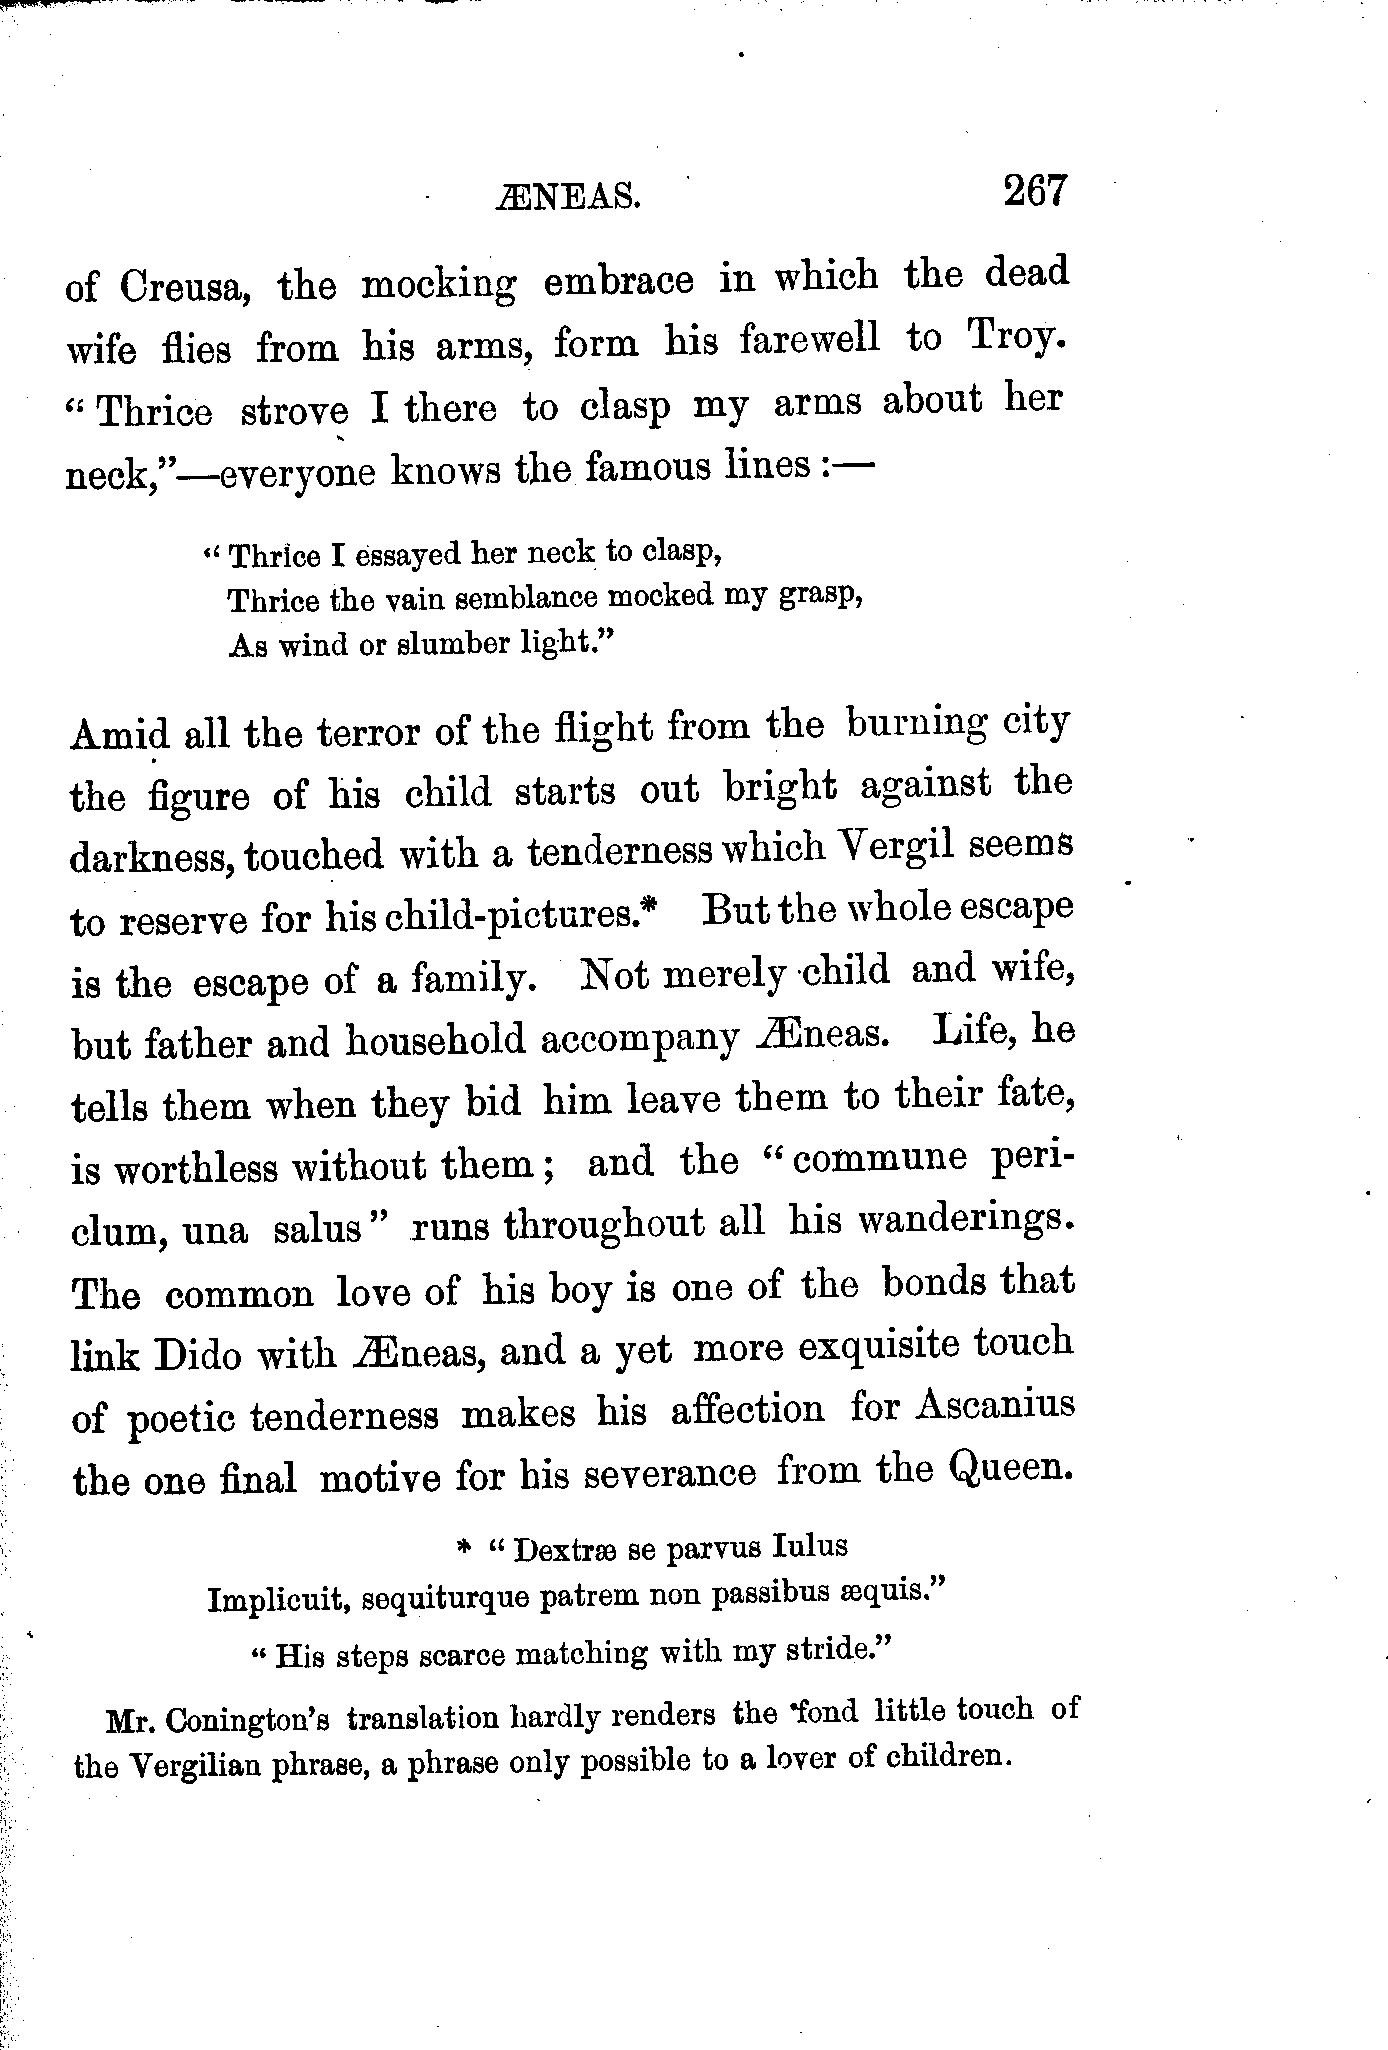 ÆNEAS. 267
of Creusa, the mocking embrace in which the dead
wife flies from his arms, form his farewell to Troy.
“Thrice strove I there to clasp my arms about her
neck,”—everyone knows the famous lines:—
“Thrice I essayed her neck to clasp,
Thrice the vain semblance mocked my grasp,
As wind or slumber light.”
Amid all the terror of the flight from the burning city
the figure of his child starts out bright against the
darkness, touched with a tenderness which Vergil seems
to reserve for his child-pictures.* But the whole escape
is the escape of a family. Not merely child and wife,
but father and household accompany Æneas. Life, he
tells them when they bid him leave them to their fate,
is worthless without them; and the “commune peri-
clum, una salus” runs throughout all his wanderings.
The common love of his boy is one of the bonds that
link Dido with Æneas, and a yet more exquisite touch
of poetic tenderness makes his affection for Ascanius
the one final motive for his severance from the Queen.
* “Dextræ se parvus Iulus
Implicuit, sequiturque patrem non passibus æquis.”
“His steps scarce matching with my stride.”
Mr. Conington’s translation hardly renders the fond little touch of
the Vergilian phrase, a phrase only possible to a lover of children.